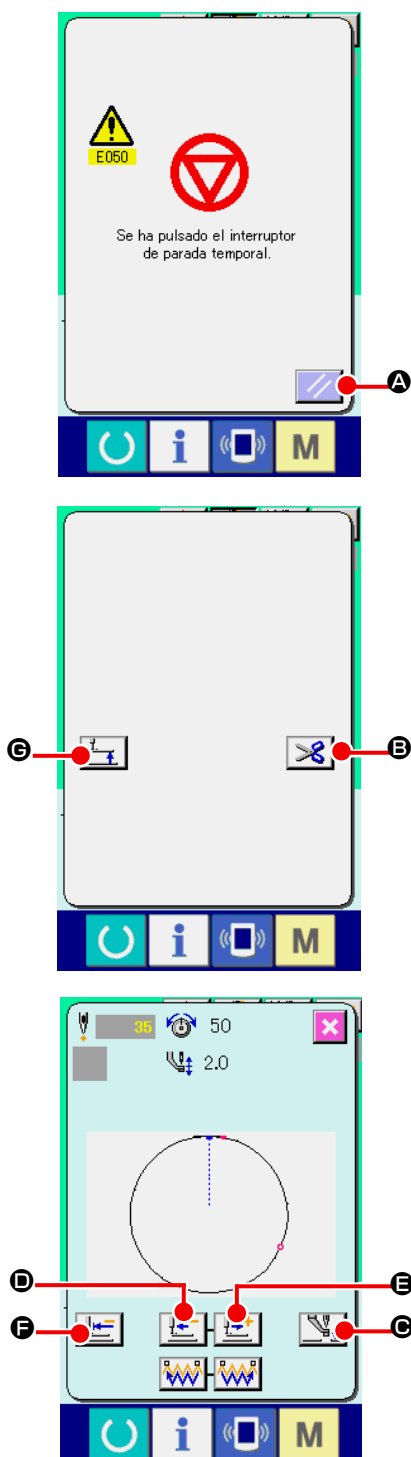 E050
Se ha pulsado el interruptor
de parada temporal.
A
M
G
B
M
35 50
2.0
D
E
F
C
M